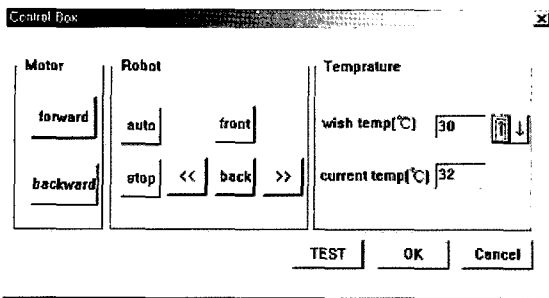 Control Box
Motor
Robot
Temprature
forward
auto
front
wish temp(℃)
30
↑
↓
backward
stop
<<
back
>>
current temp(℃)
32
TEST
OK
Cancel